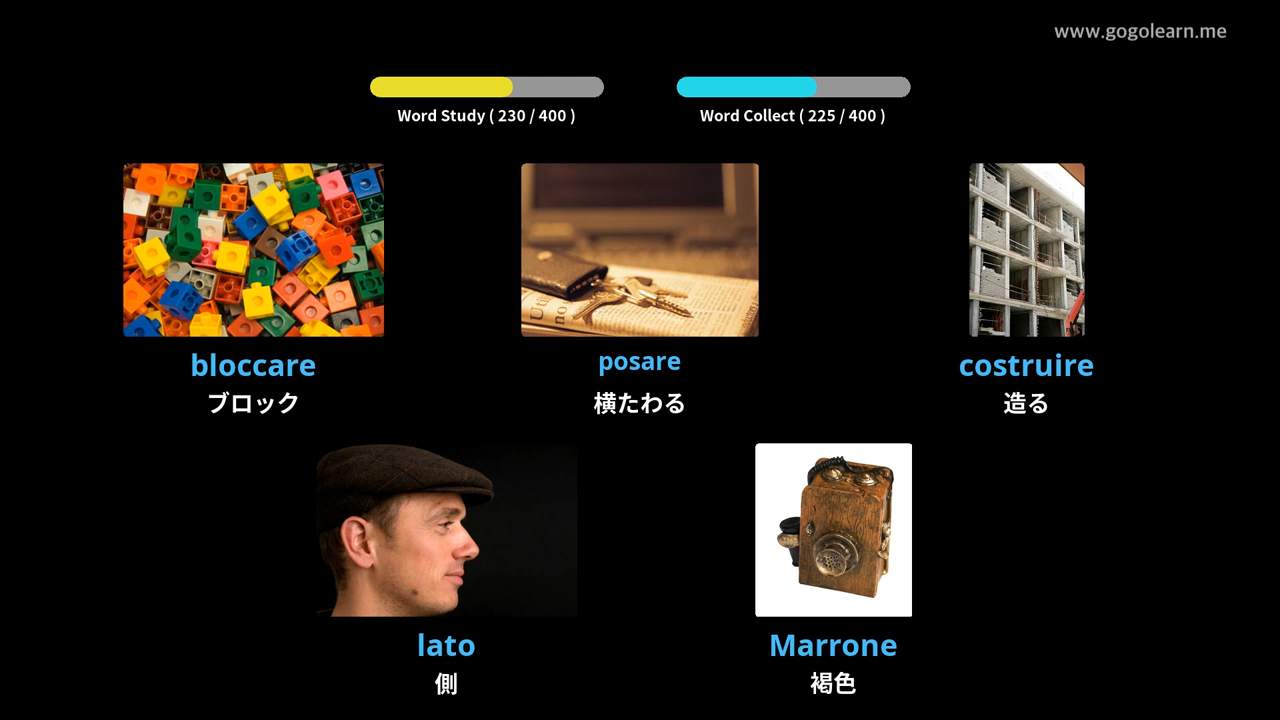 www.gogolearn.me
Word Study ( 230 / 400 )
Word Collect ( 225 / 400 )
bloccare
ブロック
posare
横たわる
costruire
造る
lato
側
Marrone
褐色